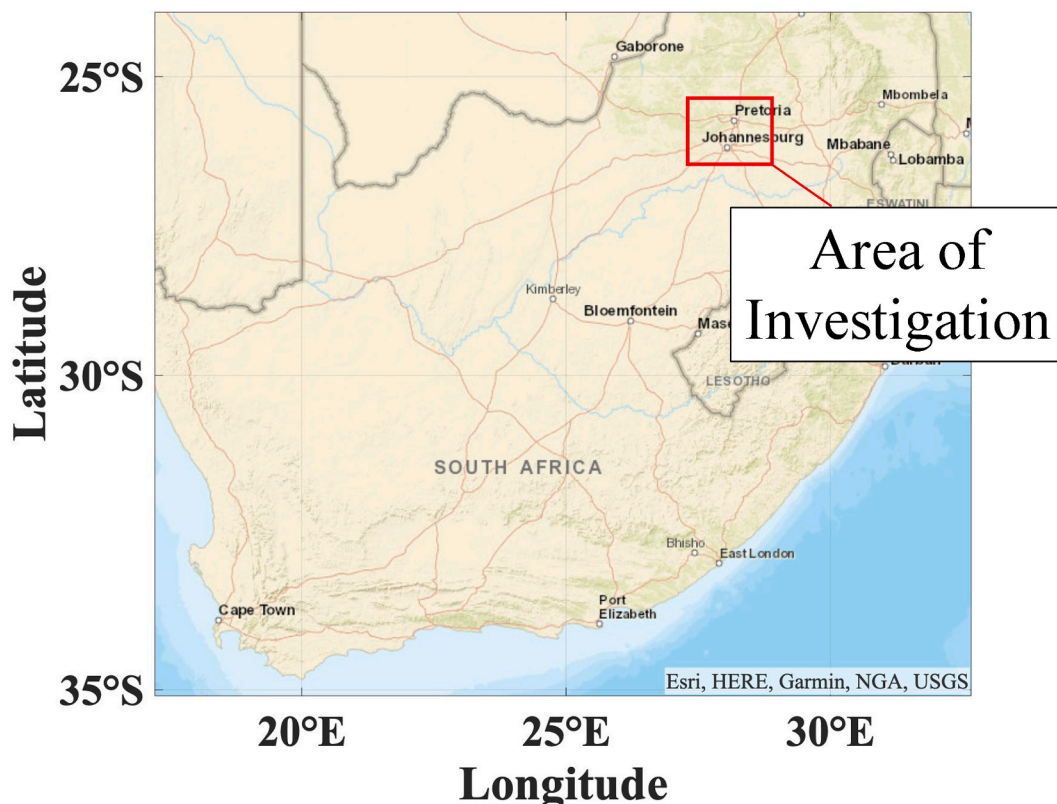 Gaborone
25°S
Mbombela
Pretoria
Johannesburg
Mbabane
Lobamba
ESWATINI
Area of
Investigation
Kimberley
Bloemfontein
30°S
LESOTHO
Latitude
SOUTH AFRICA
Bhisho
East London
Port
Elizabeth
Cape Town
Esri, HERE, Garmin, NGA, USGS
35°S
20°E
25°E
30°E
Longitude